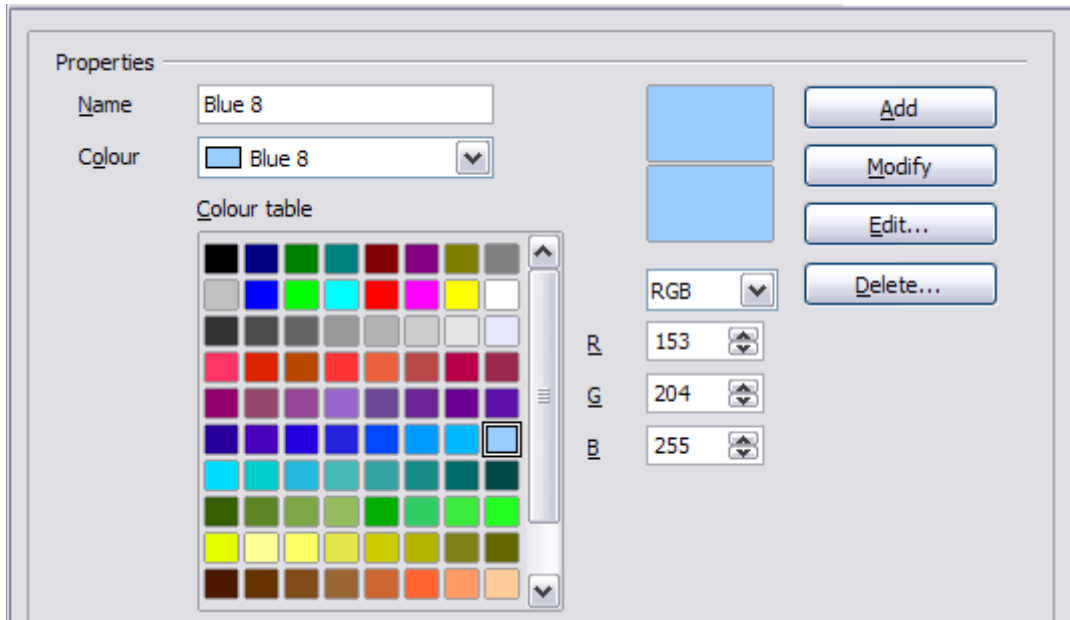 Properties
Name
Blue 8
Colour
Blue 8
Colour table
Add
Modify
Edit...
Delete...
RGB
R
153
G
204
B
255